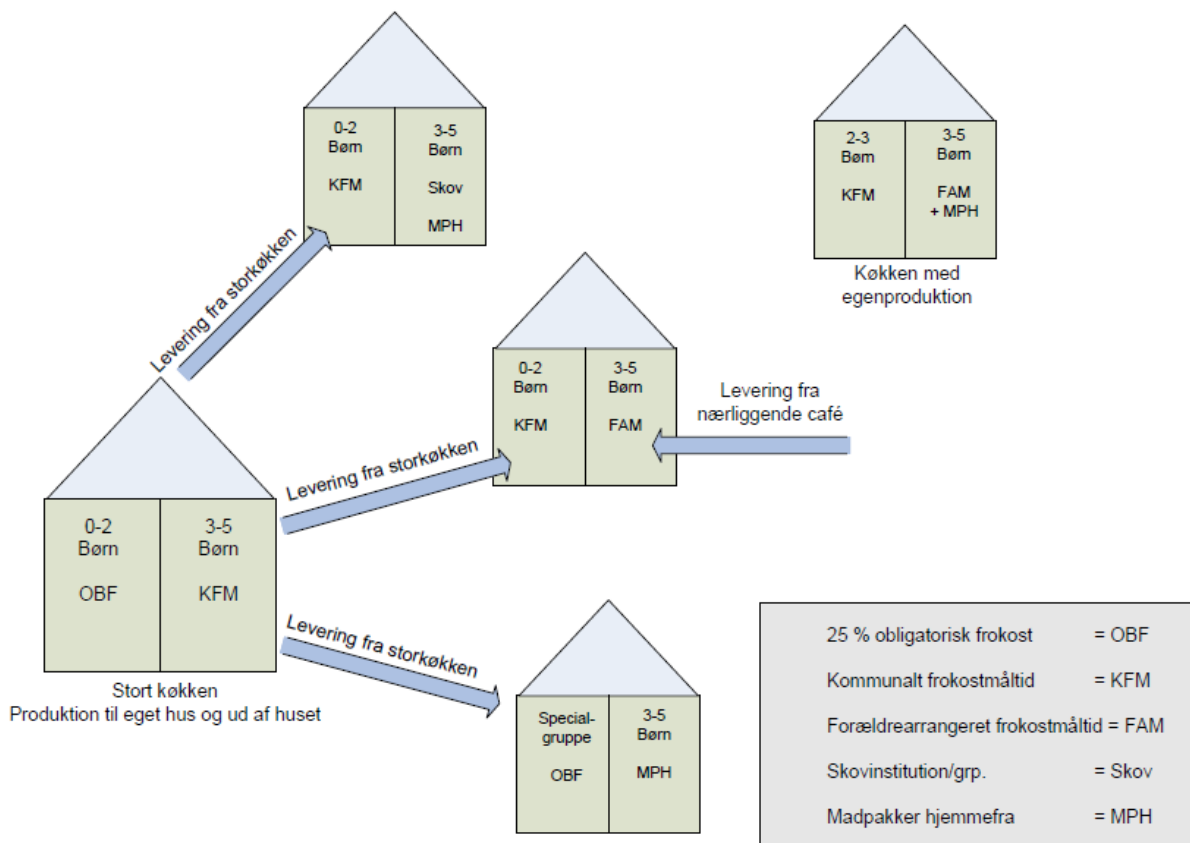 0-2
Børn
KFM
3-5
Børn
Skov
MPH
2-3
Børn
KFM
3-5
Børn
FAM
+ MPH
Køkken med
egenproduktion
Levering fra storkøkken
0-2
Børn
KFM
3-5
Børn
FAM
Levering fra
nærliggende café
Levering fra storkøkken
0-2
Børn
OBF
3-5
Børn
KFM
Stort køkken
Produktion til eget hus og ud af huset
Levering fra storkøkken
Special-
gruppe
OBF
3-5
Børn
MPH
25 % obligatorisk frokost = OBF
Kommunalt frokostmåltid = KFM
Forældrearrangeret frokostmåltid = FAM
Skovinstitution/grp. = Skov
Madpakker hjemmefra = MPH